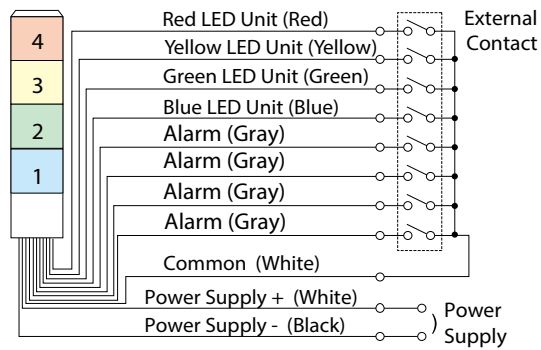 Red LED Unit (Red)
External
Contact
Yellow LED Unit (Yellow)
Green LED Unit (Green)
Blue LED Unit (Blue)
Alarm (Gray)
Alarm (Gray)
Alarm (Gray)
Alarm (Gray)
Common (White)
Power Supply + (White)
Power Supply - (Black)
Power
Supply
4
3
2
1